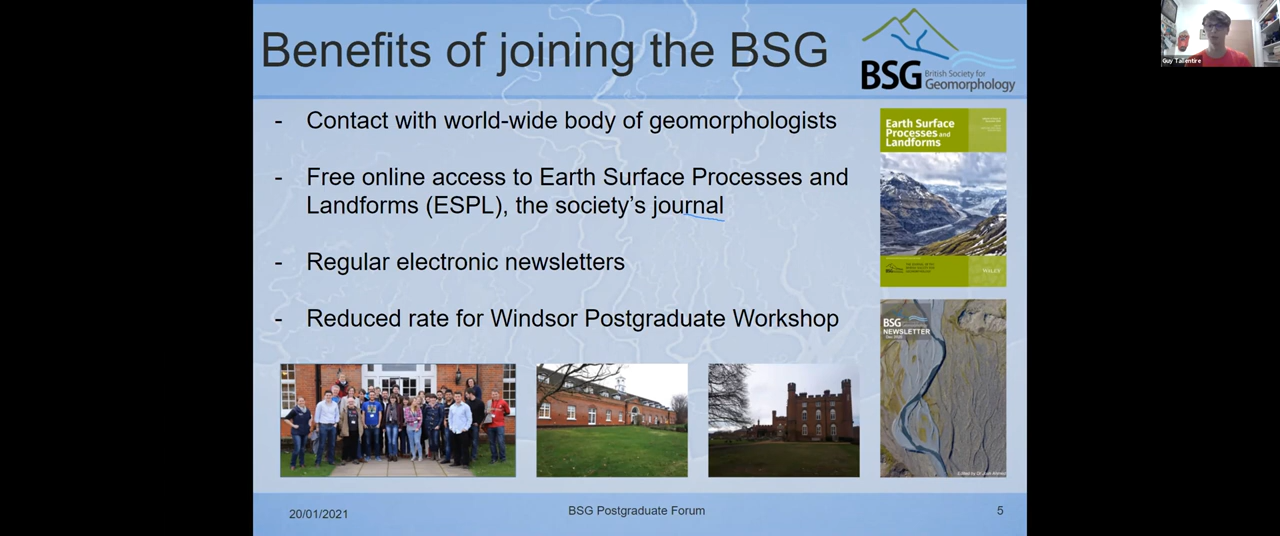 Benefits of joining the BSG
BSG
British Society for
Geomorphology
- Contact with world-wide body of geomorphologists
- Free online access to Earth Surface Processes and
Landforms (ESPL), the society’s journal
- Regular electronic newsletters
- Reduced rate for Windsor Postgraduate Workshop
Earth Surface
Processes and
Landforms
WILEY
BSG
NEWSLETTER
20/01/2021
BSG Postgraduate Forum
5
Guy Tallentire